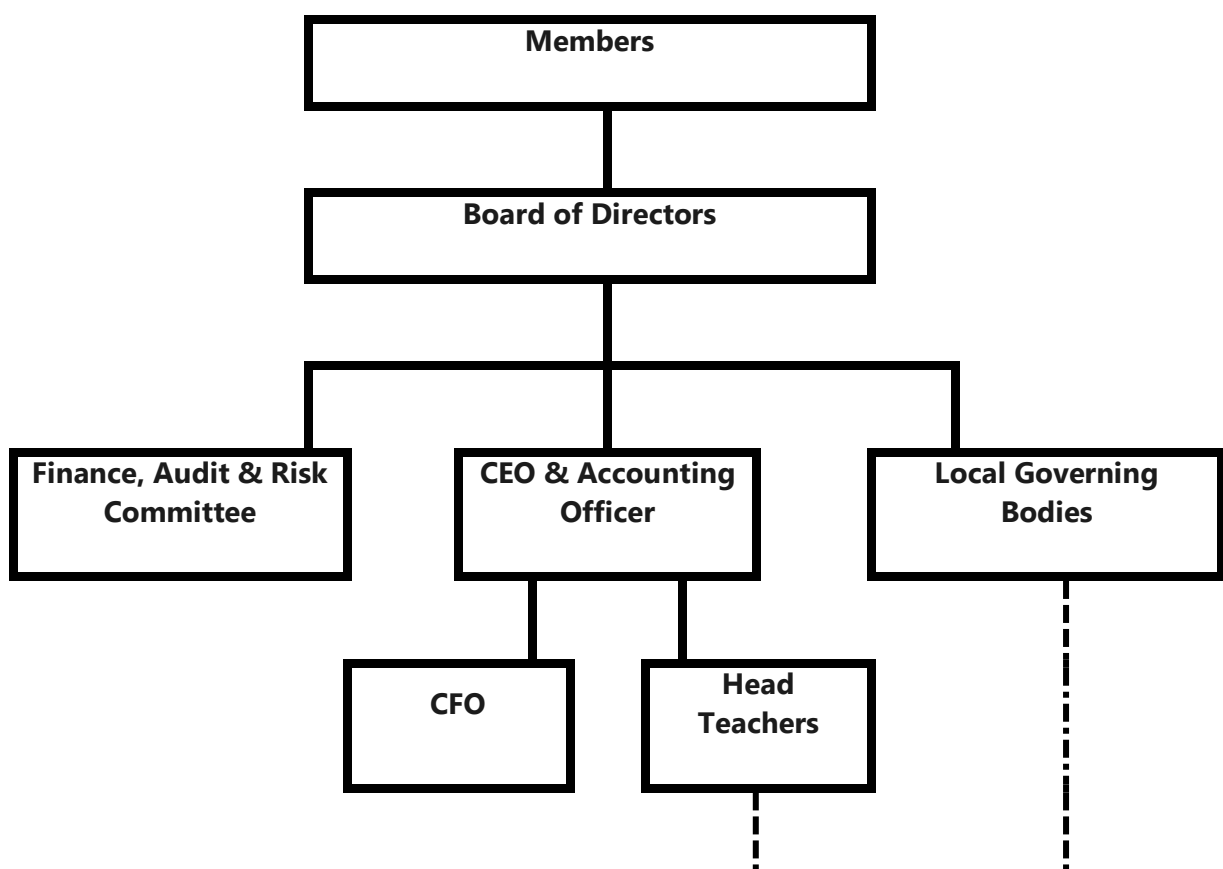 Members
Board of Directors
Finance, Audit & Risk
Committee
CEO & Accounting
Officer
Local Governing
Bodies
CFO
Head
Teachers